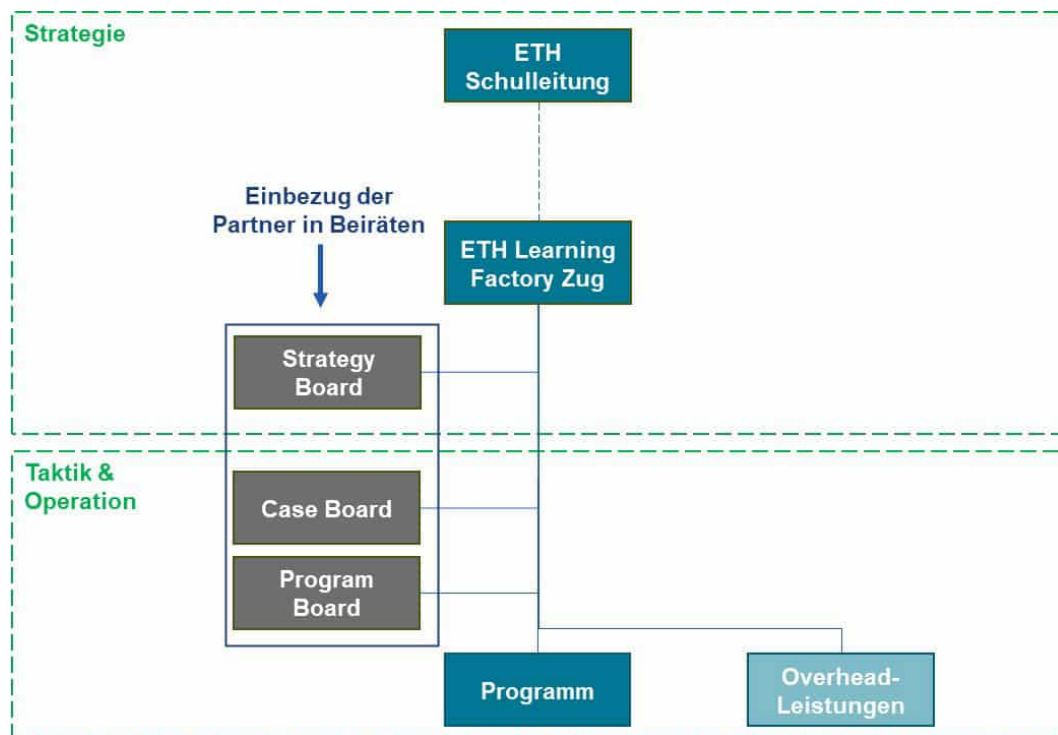 Strategie
ETH
Schulleitung
Einbezug der
Partner in Beiräten
ETH Learning
Factory Zug
Strategy
Board
Taktik &
Operation
Case Board
Program
Board
Programm
Overhead-
Leistungen